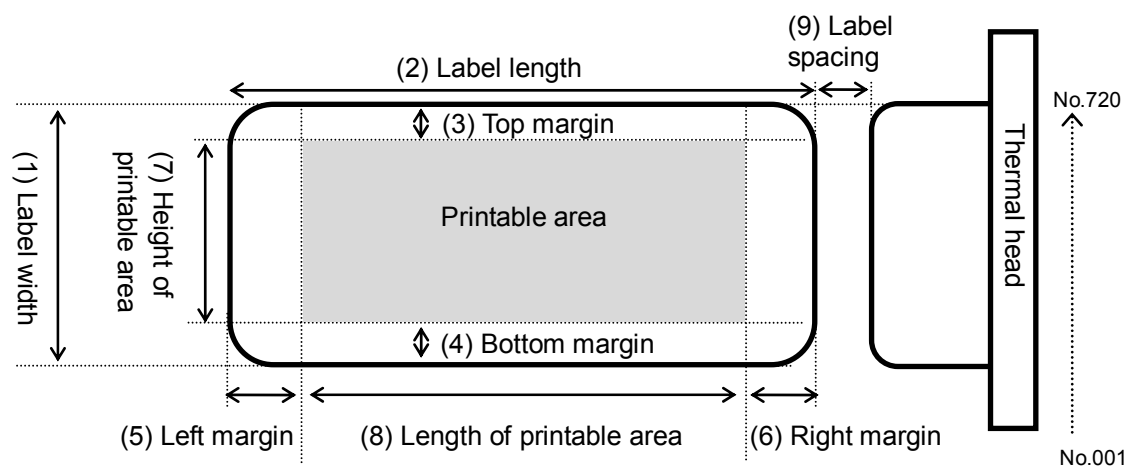 (9) Label
spacing
(2) Label length
No.720
(3) Top margin
(1) Label width
(7) Height of
printable area
Printable area
Thermal head
(4) Bottom margin
(5) Left margin
(8) Length of printable area
(6) Right margin
No.001